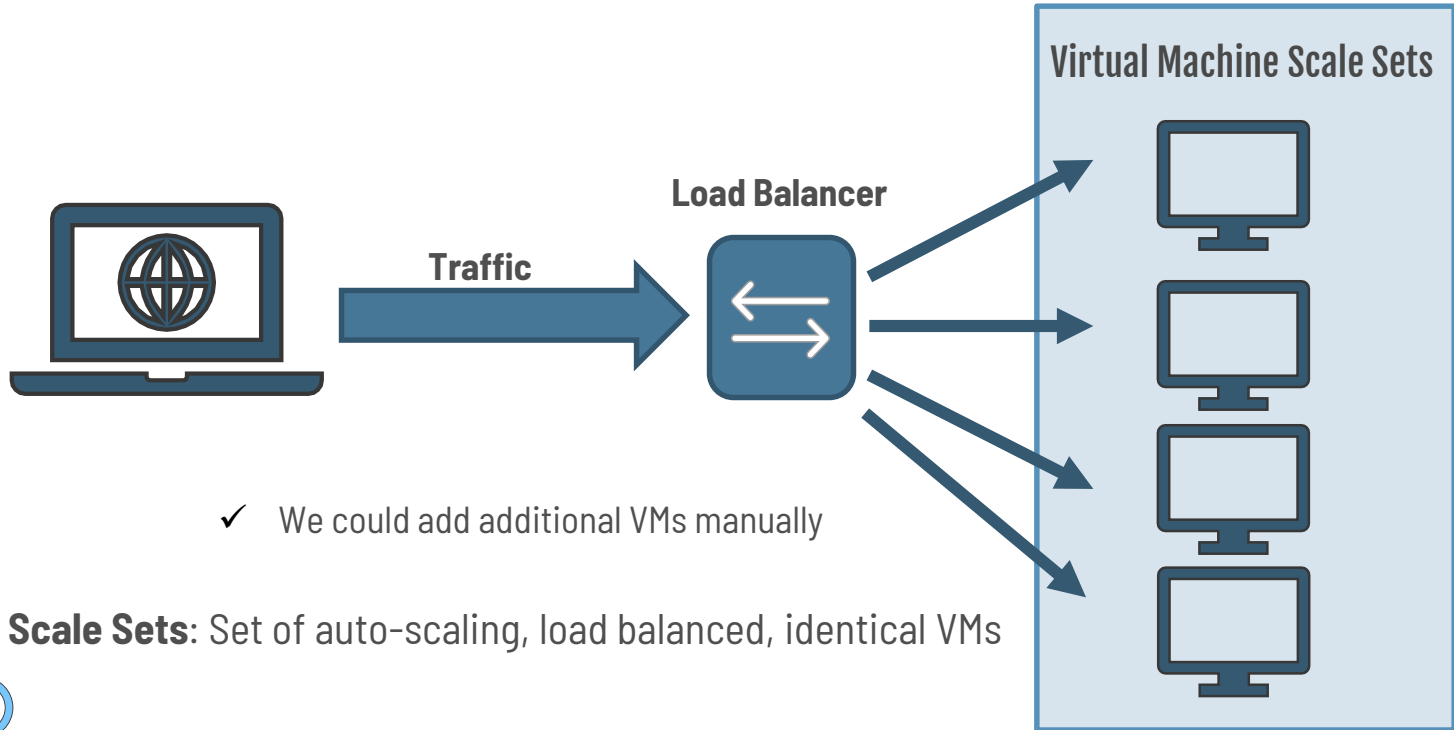 Virtual Machine Scale Sets
Load Balancer
Traffic
✓ We could add additional VMs manually
Scale Sets: Set of auto-scaling, load balanced, identical VMs